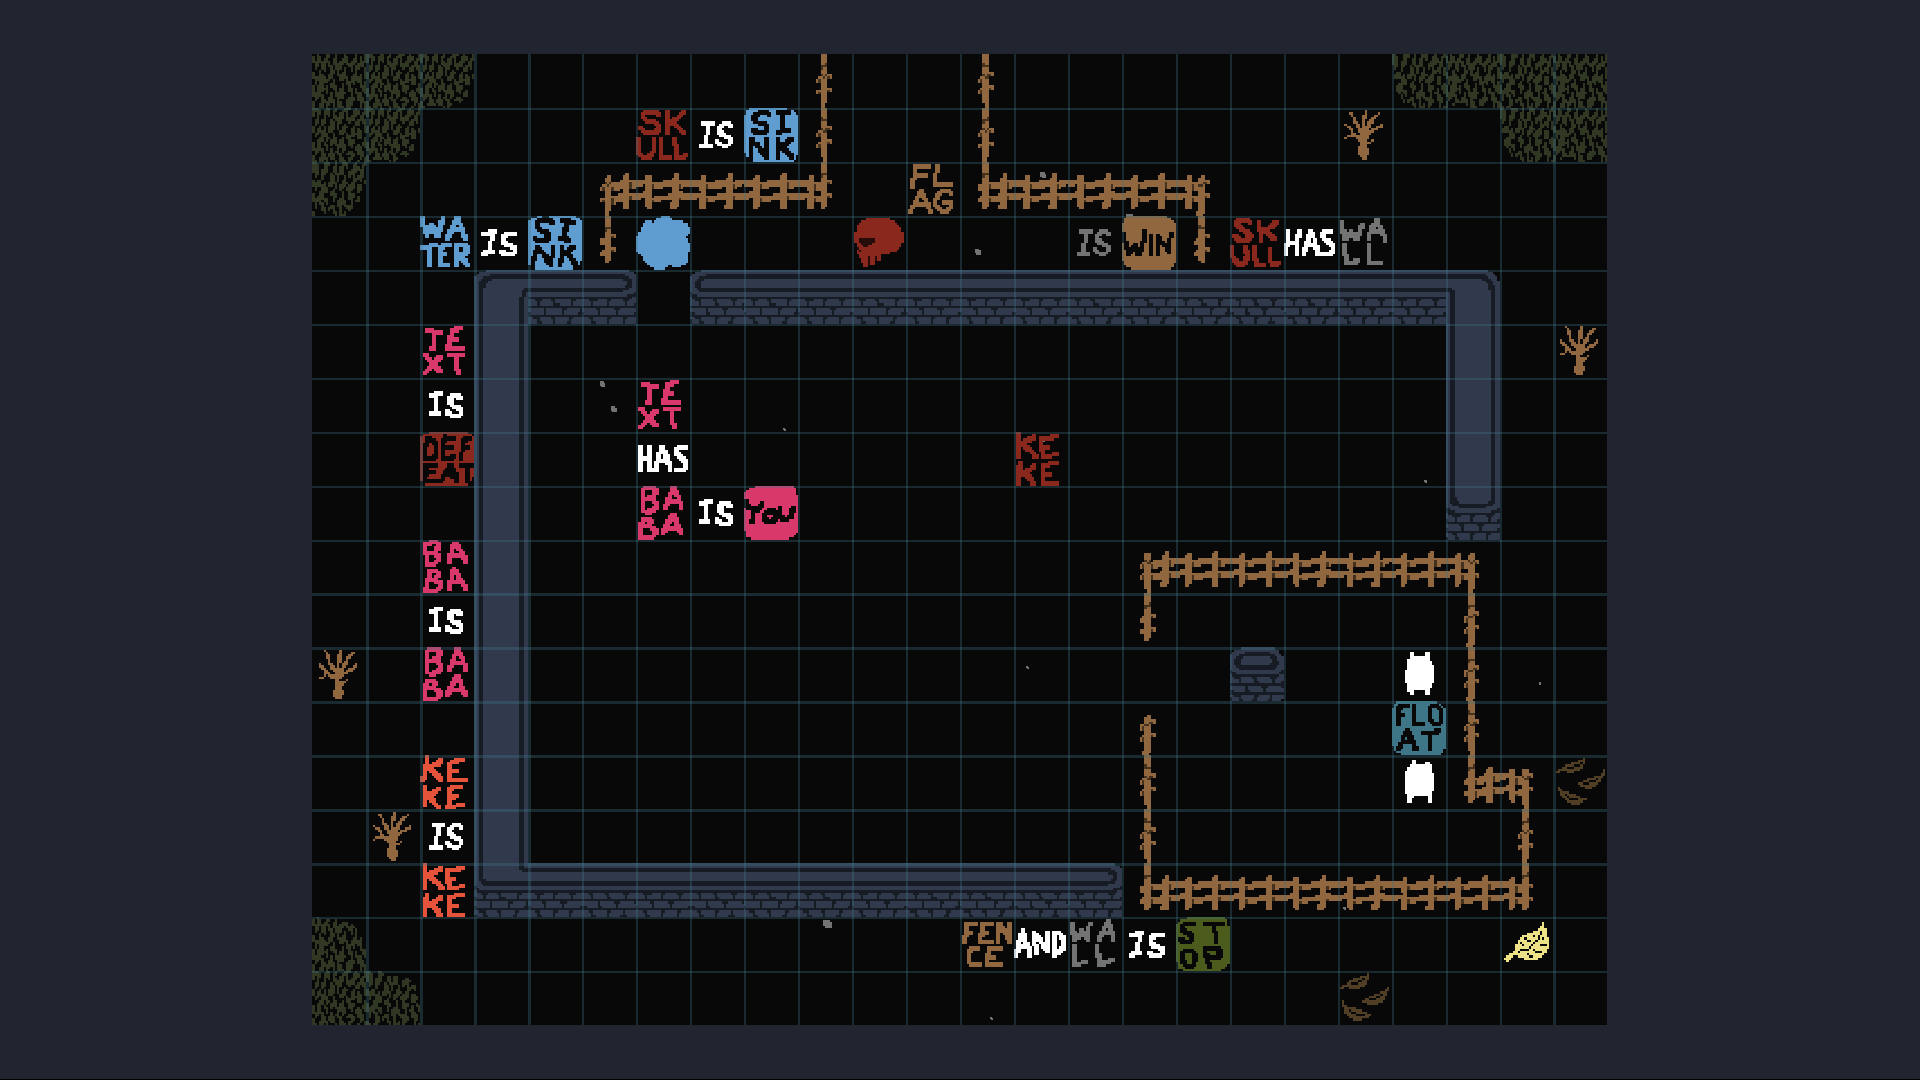 SKULL IS SINK
FLAG
WATER IS SINK
IS WIN
SKULL HAS WALL
TEXT
IS
DEFEAT
TEXT
HAS
BABA IS YOU
KEKE
BABA
IS
BABA
FLOAT
KEKE
IS
KEKE
FENCE AND WALL IS STOP